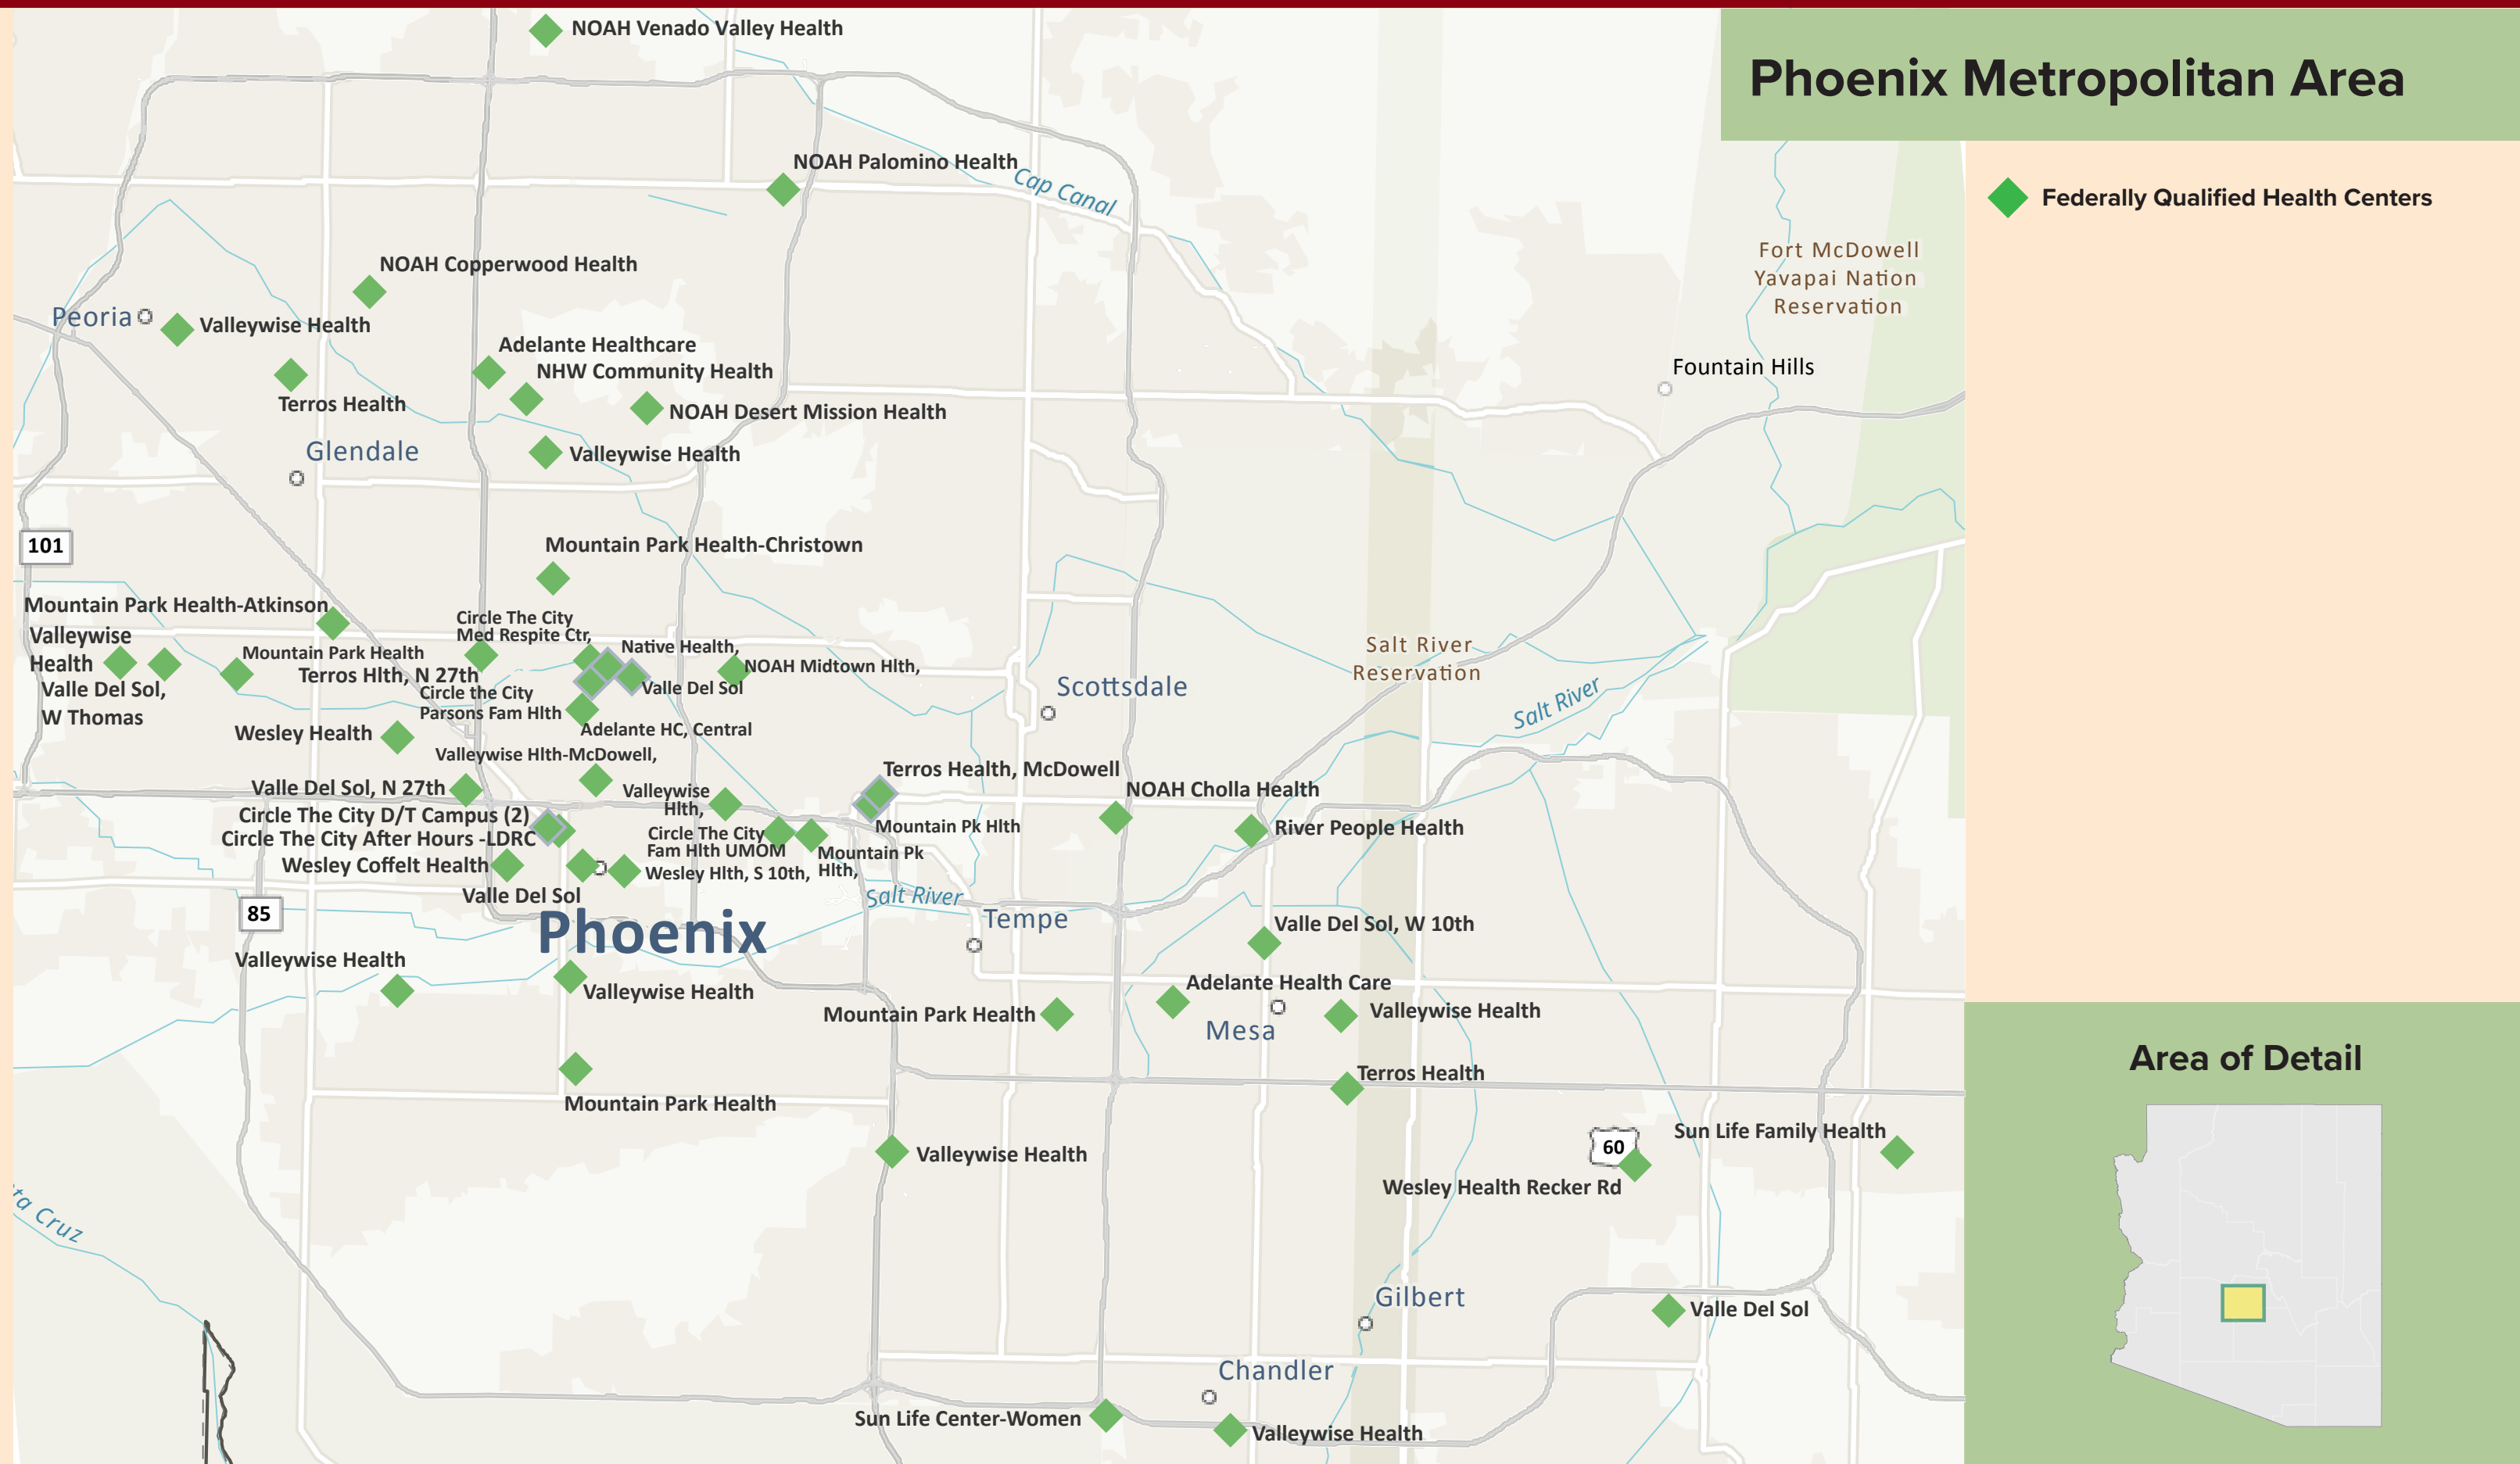 NOAH Venado Valley Health
Phoenix Metropolitan Area
NOAH Palomino Health
Cap Canal
Federally Qualified Health Centers
Fort McDowell
Yavapai Nation
Reservation
NOAH Copperwood Health
Peoria
Valleywise Health
Adelante Healthcare
NHW Community Health
Fountain Hills
Terros Health
NOAH Desert Mission Health
Glendale
Valleywise Health
101
Mountain Park Health-Christown
Mountain Park Health-Atkinson
Circle The City
Med Respite Ctr,
Valleywise
Health
Native Health,
Salt River
Reservation
Mountain Park Health
NOAH Midtown Hlth,
Terros Hlth, N 27th
Valle Del Sol,
W Thomas
Valle Del Sol
Scottsdale
Circle the City
Parsons Fam Hlth
Salt River
Adelante HC, Central
Wesley Health
Valleywise Hlth-McDowell,
Terros Health, McDowell
Valle Del Sol, N 27th
Valleywise
Hlth,
NOAH Cholla Health
Circle The City D/T Campus (2)
Mountain Pk Hlth
River People Health
Circle The City After Hours -LDRC
Circle The City
Fam Hlth UMOM
Mountain Pk
Hlth,
Wesley Coffelt Health
Wesley Hlth, S 10th,
Valle Del Sol
Salt River
85
Phoenix
Tempe
Valle Del Sol, W 10th
Valleywise Health
Valleywise Health
Adelante Health Care
Mountain Park Health
Valleywise Health
Mesa
Area of Detail
Terros Health
Mountain Park Health
Sun Life Family Health
60
Valleywise Health
Wesley Health Recker Rd
ta Cruz
Gilbert
Valle Del Sol
Chandler
Sun Life Center-Women
Valleywise Health